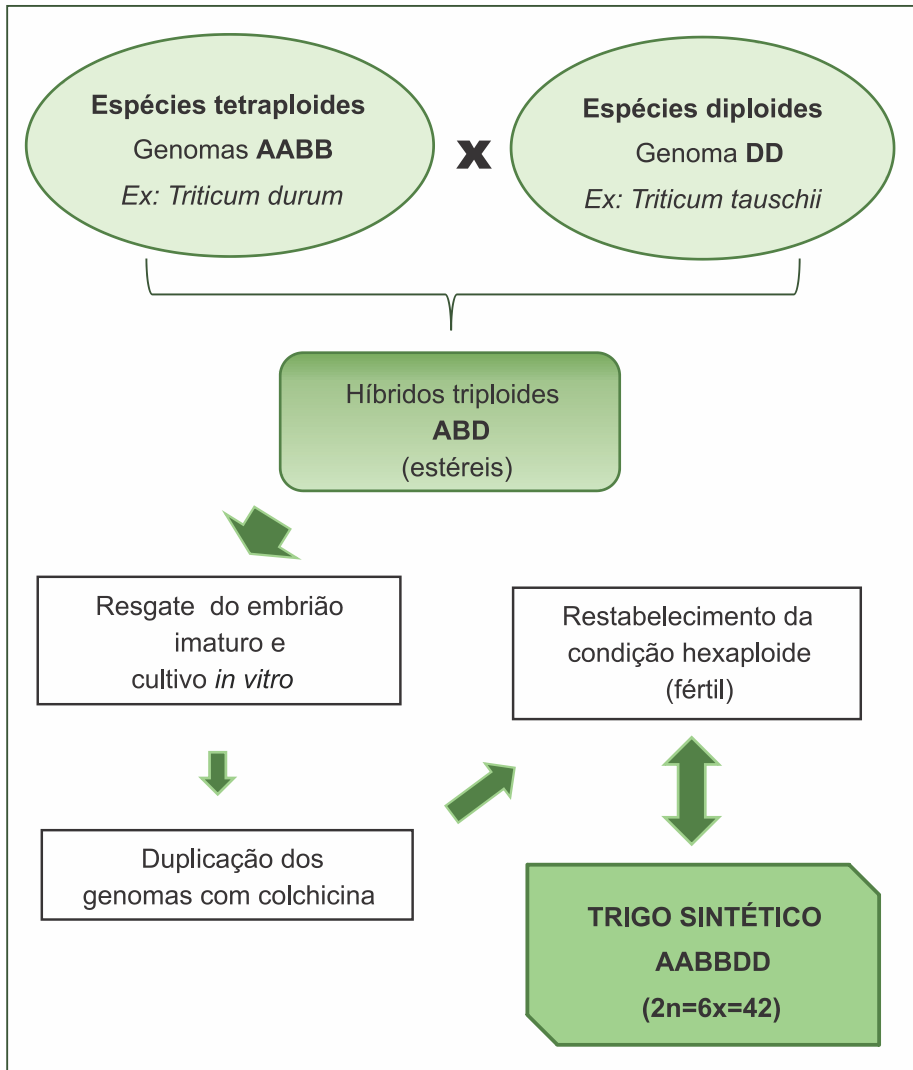 Espécies tetraploides
Genomas AABB
Ex: Triticum durum
x
Espécies diploides
Genoma DD
Ex: Triticum tauschii
Híbridos triploides
ABD
(estéreis)
Resgate do embrião
imaturo e
cultivo in vitro
Restabelecimento da
condição hexaploide
(fértil)
Duplicação dos
genomas com colchicina
TRIGO SINTÉTICO
AABBDD
(2n=6x=42)